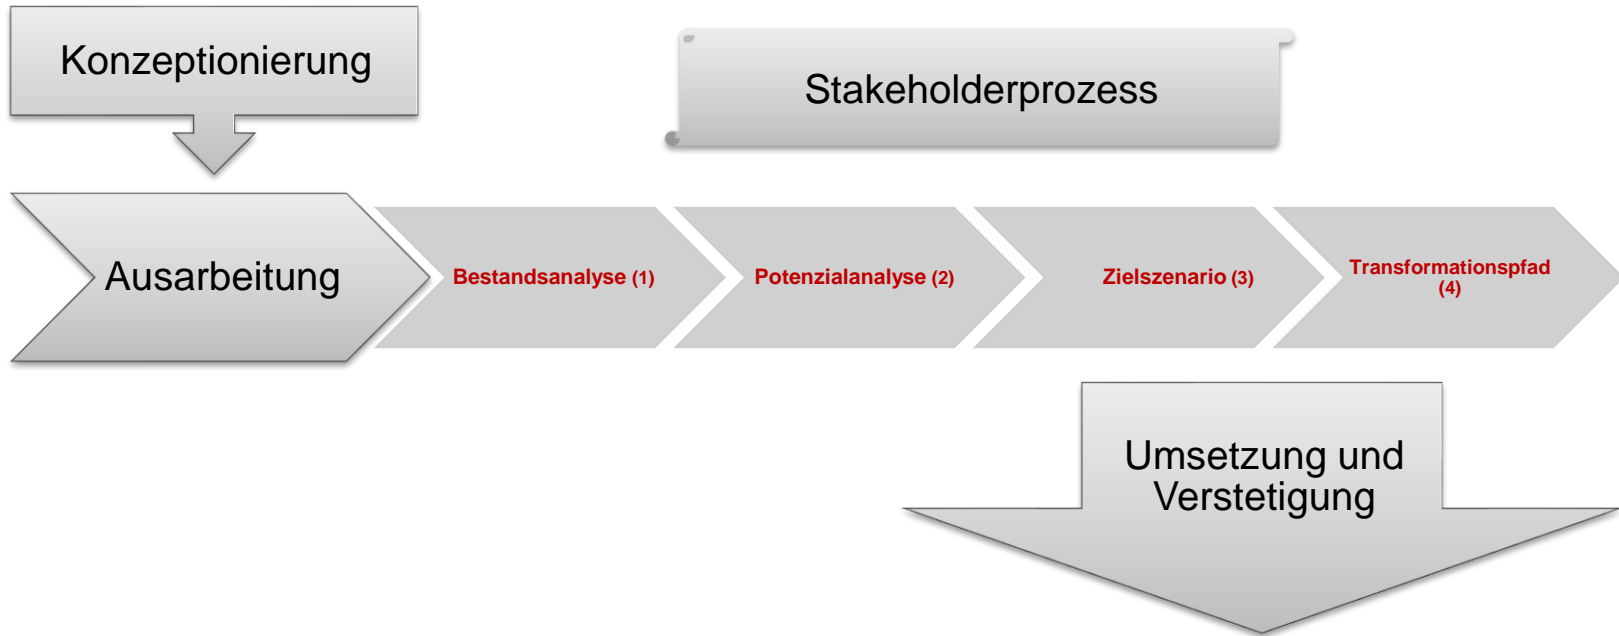 Konzeptionierung
Stakeholderprozess
Ausarbeitung
Bestandsanalyse (1)
Potenzialanalyse (2)
Zielszenario (3)
Transformationspfad
(4)
Umsetzung und
Verstetigung